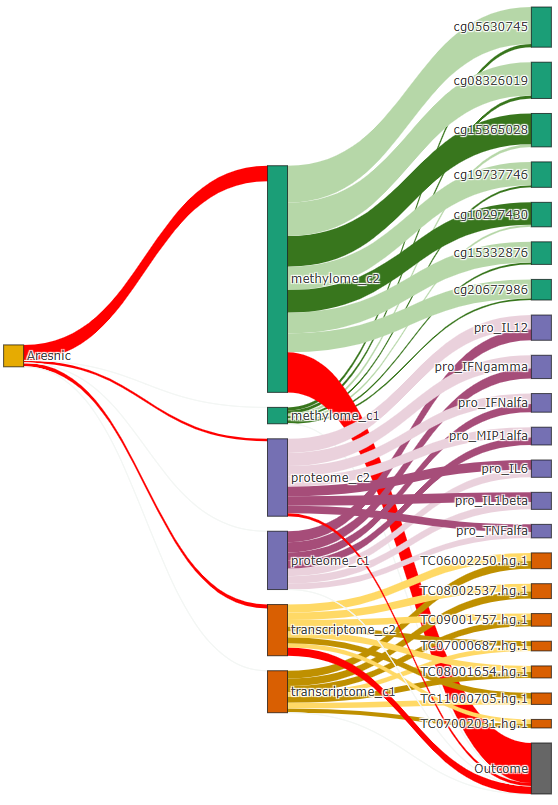 cg05630745
cg08326019
cg15365028
cg19737746
cg10297430
cg15332876
methylome_c2
cg20677986
pro_IL12
Aresnic
pro_IFNgamma
pro_IFNalfa
methylome_c1
pro_MIP1alfa
pro_IL6
proteome_c2
pro_IL1beta
pro_TNFalfa
proteome_c1
TC06002250.hg.1
TC08002537.hg.1
TC09001757.hg.1
transcriptome_c2
TC07000687.hg.1
TC08001654.hg.1
transcriptome_c1
TC11000705.hg.1
TC07002031.hg.1
Outcome